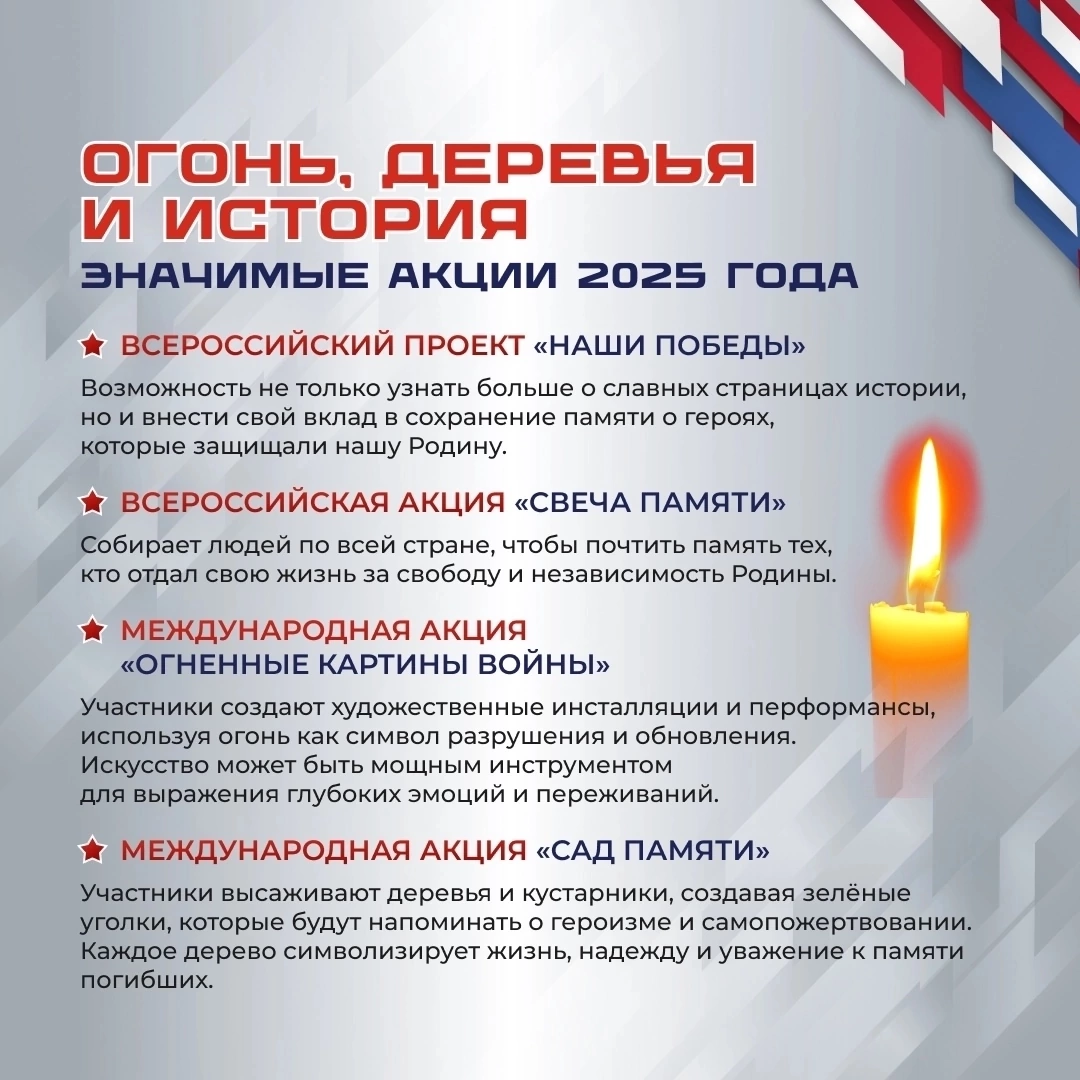 ОГОНЬ, ДЕРЕВЬЯ
И ИСТОРИЯ
ЗНАЧИМЫЕ АКЦИИ 2025 ГОДА
ВСЕРОССИЙСКИЙ ПРОЕКТ «НАШИ ПОБЕДЫ»
Возможность не только узнать больше о славных страницах истории,
но и внести свой вклад в сохранение памяти о героях,
которые защищали нашу Родину.
ВСЕРОССИЙСКАЯ АКЦИЯ «СВЕЧА ПАМЯТИ»
Собирает людей по всей стране, чтобы почтить память тех,
кто отдал свою жизнь за свободу и независимость Родины.
МЕЖДУНАРОДНАЯ АКЦИЯ
«ОГНЕННЫЕ КАРТИНЫ ВОЙНЫ»
Участники создают художественные инсталляции и перформансы,
используя огонь как символ разрушения и обновления.
Искусство может быть мощным инструментом
для выражения глубоких эмоций и переживаний.
МЕЖДУНАРОДНАЯ АКЦИЯ «САД ПАМЯТИ»
Участники высаживают деревья и кустарники, создавая зелёные
уголки, которые будут напоминать о героизме и самопожертвовании.
Каждое дерево символизирует жизнь, надежду и уважение к памяти
погибших.